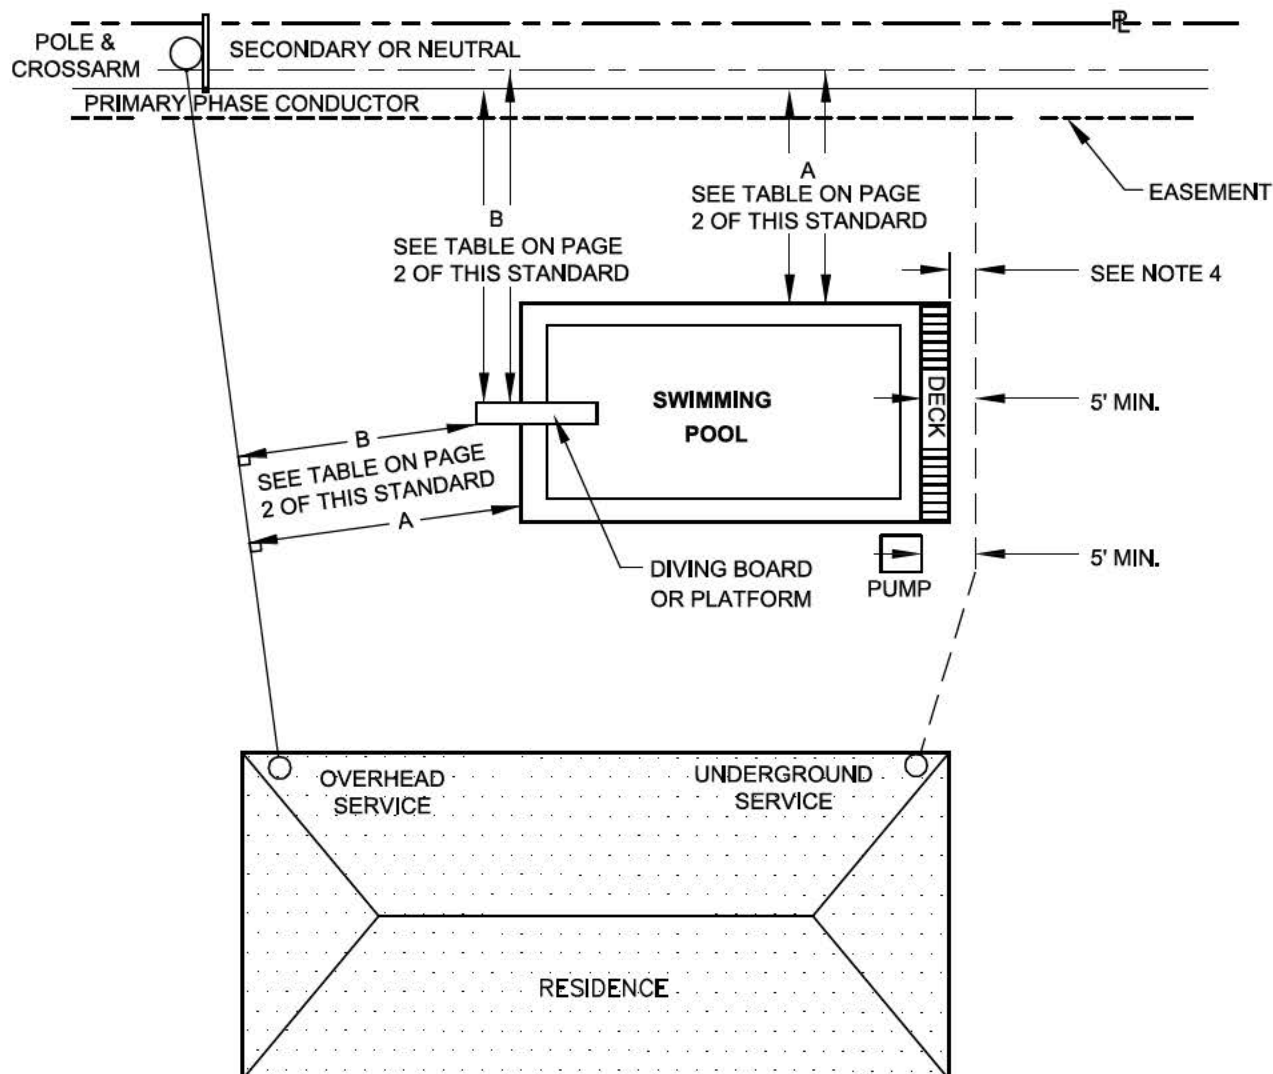 PL
POLE &
CROSSARM
SECONDARY OR NEUTRAL
PRIMARY PHASE CONDUCTOR
EASEMENT
A
SEE TABLE ON PAGE
2 OF THIS STANDARD
B
SEE TABLE ON PAGE
2 OF THIS STANDARD
SEE NOTE 4
SWIMMING
POOL
DECK
5' MIN.
B
SEE TABLE ON PAGE
2 OF THIS STANDARD
A
DIVING BOARD
OR PLATFORM
PUMP
5' MIN.
OVERHEAD
SERVICE
UNDERGROUND
SERVICE
RESIDENCE